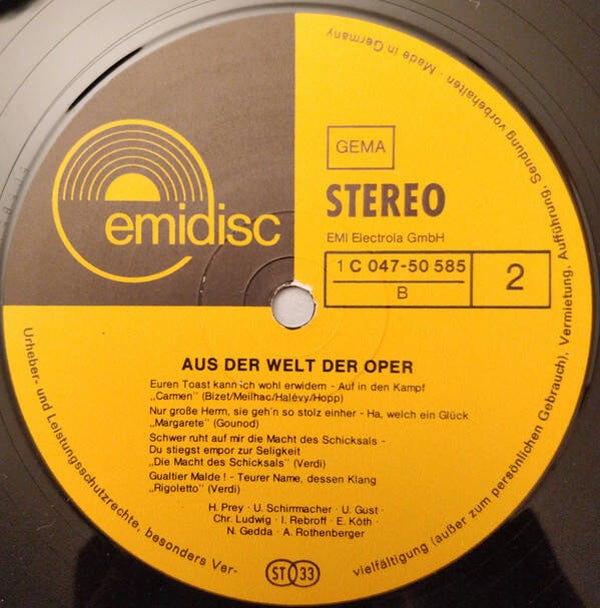 emidisc
GEMA
STEREO
EMI Electrola GmbH
1 C 047-50 585
B
2
AUS DER WELT DER OPER
Euren Toast kann ich wohl erwidern - Auf in den Kampf
„Carmen" (Bizet/Meilhac/Halévy/Hopp)
Nur große Herrn, sie geh'n so stolz einher - Ha, welch ein Glück
„Margarete" (Gounod)
Schwer ruht auf mir die Macht des Schicksals -
Du stiegst empor zur Seligkeit
„Die Macht des Schicksals" (Verdi)
Gualtier Malde ! - Teurer Name, dessen Klang
„Rigoletto" (Verdi)
H. Prey - U. Schirrmacher - U. Gust -
Chr. Ludwig - I. Rebroff - E. Köth -
N. Gedda - A. Rothenberger
ST 33
Urheber- und Leistungsschutzrechte, besonders Ver-
vielfältigung (außer zum persönlichen Gebrauch), Vermietung, Aufführung, Sendung vorbehalten · Made in Germany